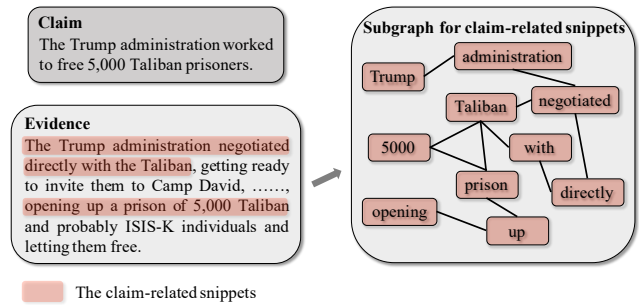 Claim
The Trump administration worked
to free 5,000 Taliban prisoners.
Evidence
The Trump administration negotiated
directly with the Taliban, getting ready
to invite them to Camp David, ……,
opening up a prison of 5,000 Taliban
and probably ISIS-K individuals and
letting them free.
The claim-related snippets
Subgraph for claim-related snippets
administration
Trump
Taliban
negotiated
5000
with
prison
directly
opening
up